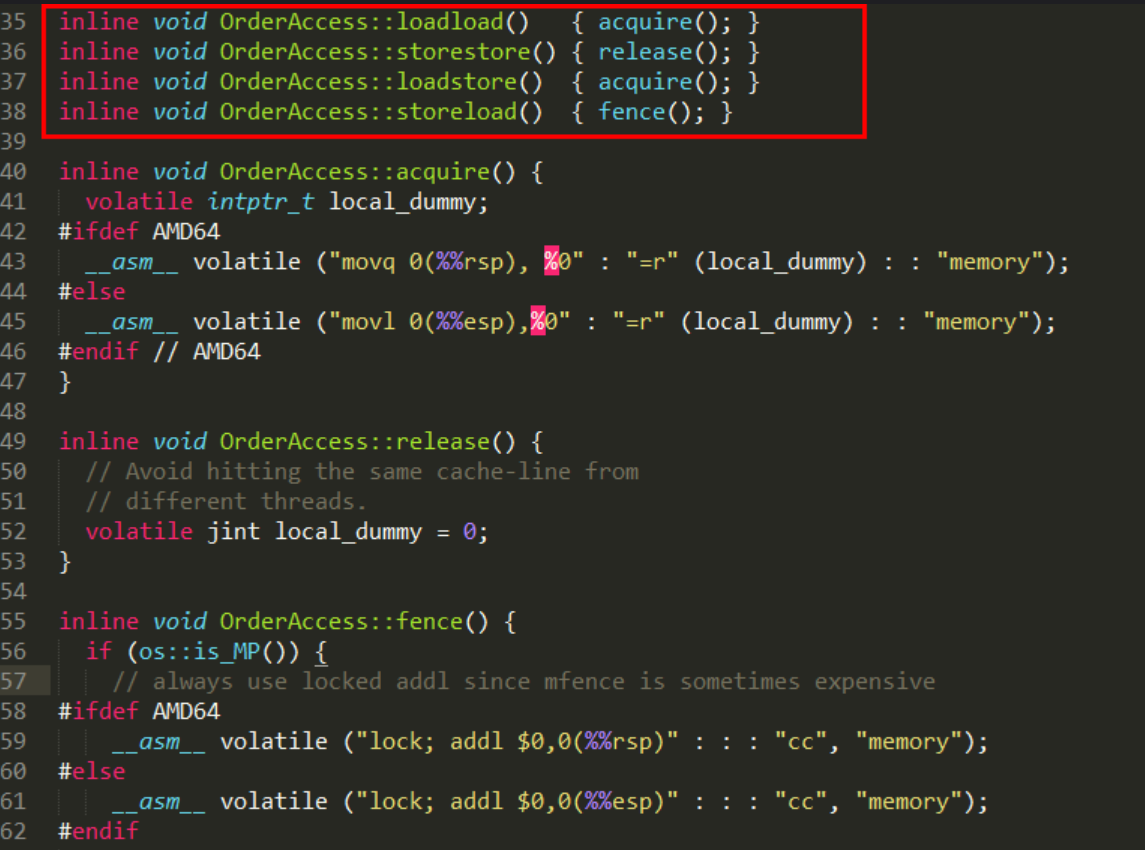 35 inline void OrderAccess::loadload()   { acquire(); }
36 inline void OrderAccess::storestore() { release(); }
37 inline void OrderAccess::loadstore()  { acquire(); }
38 inline void OrderAccess::storeload()  { fence(); }
39
40 inline void OrderAccess::acquire() {
41   volatile intptr_t local_dummy;
42 #ifdef AMD64
43   __asm__ volatile ("movq 0(%%rsp), %0" : "=r" (local_dummy) : : "memory");
44 #else
45   __asm__ volatile ("movl 0(%%esp),%0" : "=r" (local_dummy) : : "memory");
46 #endif // AMD64
47 }
48
49 inline void OrderAccess::release() {
50   // Avoid hitting the same cache-line from
51   // different threads.
52   volatile jint local_dummy = 0;
53 }
54
55 inline void OrderAccess::fence() {
56   if (os::is_MP()) {
57     // always use locked addl since mfence is sometimes expensive
58 #ifdef AMD64
59     __asm__ volatile ("lock; addl $0,0(%%rsp)" : : : "cc", "memory");
60 #else
61     __asm__ volatile ("lock; addl $0,0(%%esp)" : : : "cc", "memory");
62 #endif